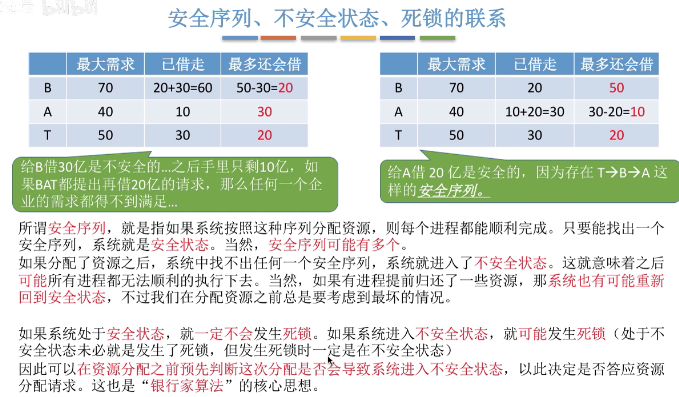 安全序列、不安全状态、死锁的联系
最大需求 已借走 最多还会借
B 70 20+30=60 50-30=20
A 40 10 30
T 50 30 20
最大需求 已借走 最多还会借
B 70 20 50
A 40 10+20=30 30-20=10
T 50 30 20
给B借30亿是不安全的...之后手里只剩10亿，如
果BAT都提出再借20亿的请求，那么任何一个企
业的需求都得不到满足...
给A借 20 亿是安全的，因为存在 T→B→A 这
样的安全序列。
所谓安全序列，就是指如果系统按照这种序列分配资源，则每个进程都能顺利完成。只要能找出一个
安全序列，系统就是安全状态。当然，安全序列可能有多个。
如果分配了资源之后，系统中找不出任何一个安全序列，系统就进入了不安全状态。这就意味着之后
可能所有进程都无法顺利的执行下去。当然，如果有进程提前归还了一些资源，那系统也有可能重新
回到安全状态，不过我们在分配资源之前总是要考虑到最坏的情况。
如果系统处于安全状态，就一定不会发生死锁。如果系统进入不安全状态，就可能发生死锁（处于不
安全状态未必就是发生了死锁，但发生死锁时一定是在不安全状态）
因此可以在资源分配之前预先判断这次分配是否会导致系统进入不安全状态，以此决定是否答应资源
分配请求。这也是“银行家算法”的核心思想。